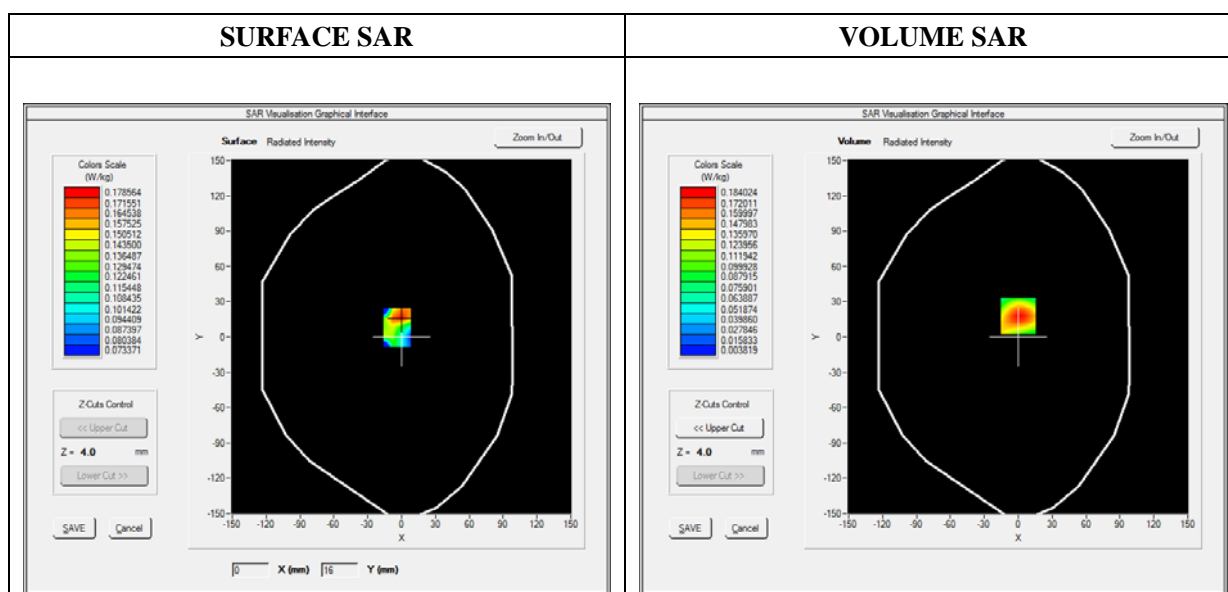 SURFACE SAR
SAR Visualisation Graphical Interface
Surface Radiated Intensity
Zoom In/Out
Colors Scale
(W/kg)
0.178564
0.171551
0.164538
0.157525
0.150512
0.143500
0.136487
0.129474
0.122461
0.115448
0.108435
0.101422
0.094409
0.087397
0.080384
0.073371
Z-Cuts Control
<< Upper Cut
Z = 4.0 mm
Lower Cut >>
SAVE Cancel
150
120
90
60
30
0
-30
-60
-90
-120
-150
Y
-150 -120 -90 -60 -30 0 30 60 90 120 150
X
0 X (mm) 16 Y (mm)
VOLUME SAR
SAR Visualisation Graphical Interface
Volume Radiated Intensity
Zoom In/Out
Colors Scale
(W/kg)
0.184024
0.172011
0.159997
0.147983
0.135970
0.123956
0.111942
0.099928
0.087915
0.075901
0.063887
0.051874
0.039860
0.027846
0.015833
0.003819
Z-Cuts Control
<< Upper Cut
Z = 4.0 mm
Lower Cut >>
SAVE Cancel
150
120
90
60
30
0
-30
-60
-90
-120
-150
Y
-150 -120 -90 -60 -30 0 30 60 90 120 150
X